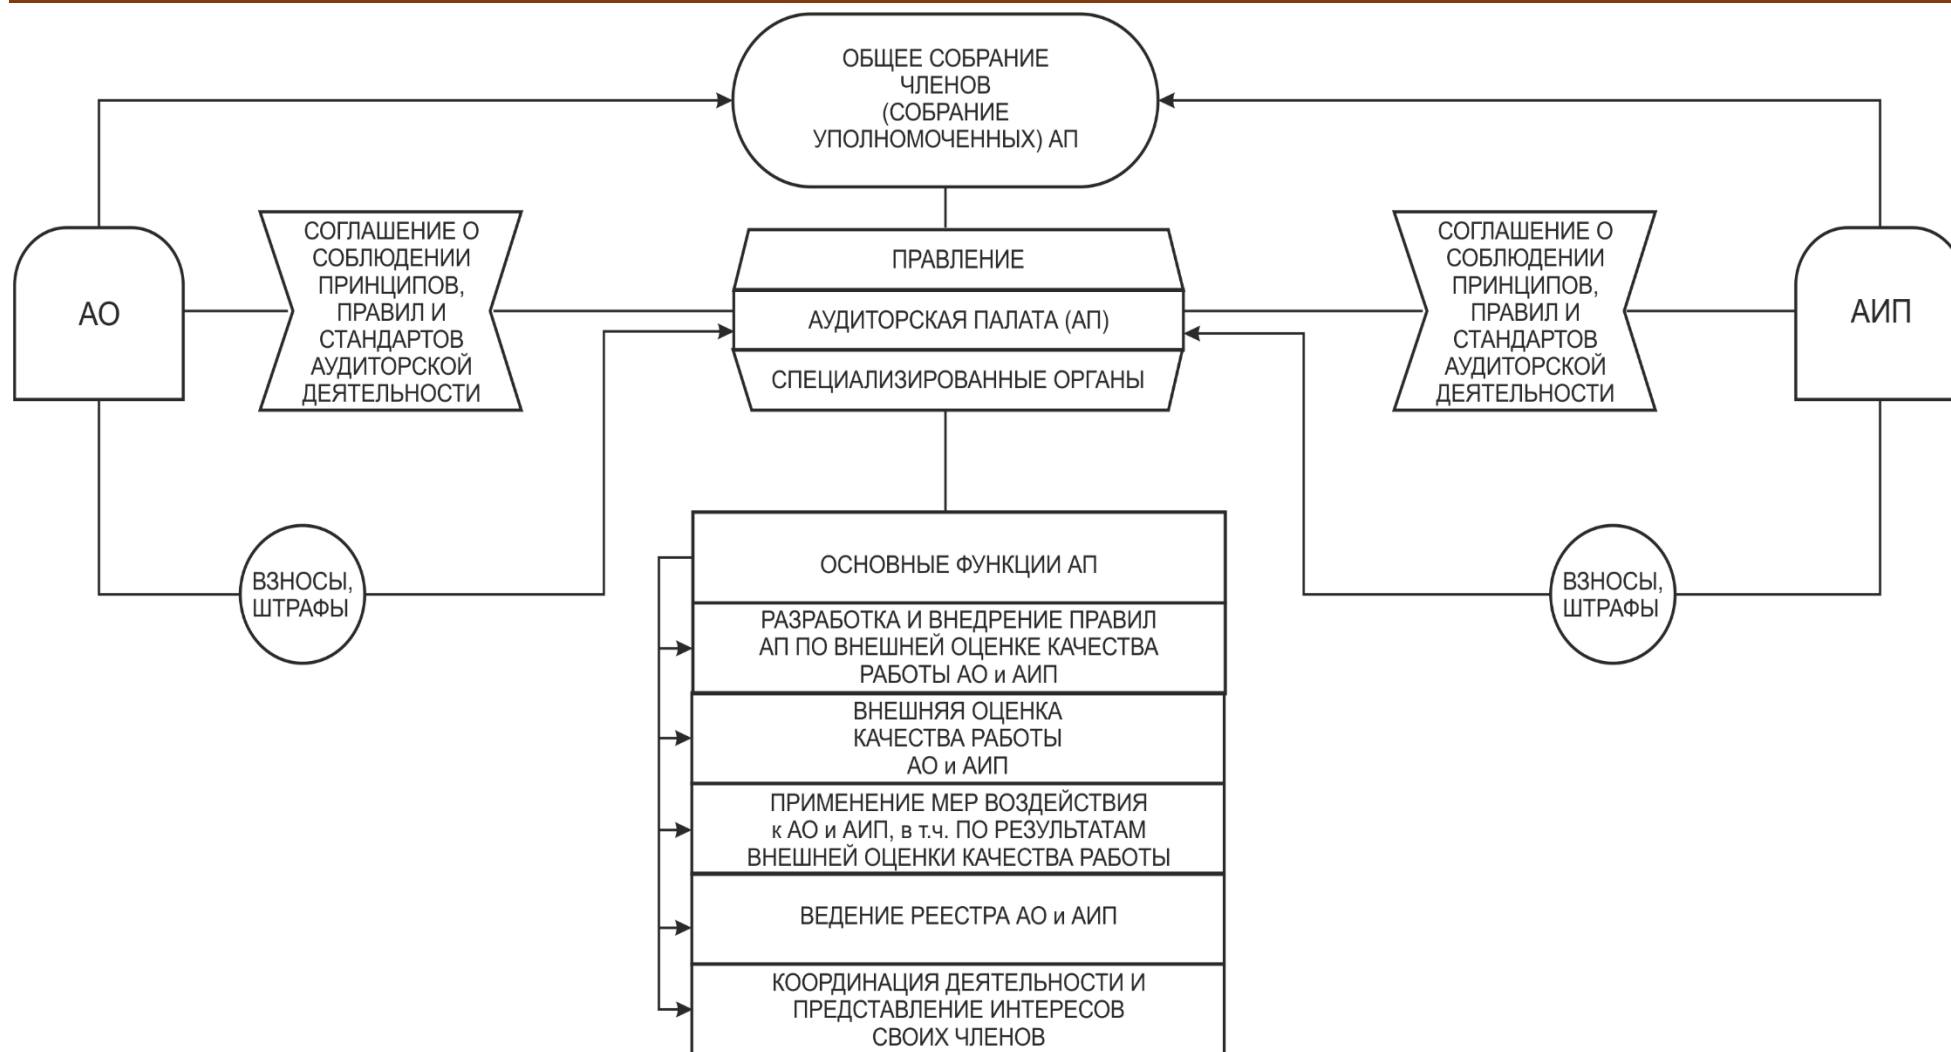 ОБЩЕЕ СОБРАНИЕ
ЧЛЕНОВ
(СОБРАНИЕ
УПОЛНОМОЧЕННЫХ) АП
АО
СОГЛАШЕНИЕ О
СОБЛЮДЕНИИ
ПРИНЦИПОВ,
ПРАВИЛ И
СТАНДАРТОВ
АУДИТОРСКОЙ
ДЕЯТЕЛЬНОСТИ
ПРАВЛЕНИЕ
АУДИТОРСКАЯ ПАЛАТА (АП)
СПЕЦИАЛИЗИРОВАННЫЕ ОРГАНЫ
СОГЛАШЕНИЕ О
СОБЛЮДЕНИИ
ПРИНЦИПОВ,
ПРАВИЛ И
СТАНДАРТОВ
АУДИТОРСКОЙ
ДЕЯТЕЛЬНОСТИ
АИП
ВЗНОСЫ,
ШТРАФЫ
ВЗНОСЫ,
ШТРАФЫ
ОСНОВНЫЕ ФУНКЦИИ АП
РАЗРАБОТКА И ВНЕДРЕНИЕ ПРАВИЛ
АП ПО ВНЕШНЕЙ ОЦЕНКЕ КАЧЕСТВА
РАБОТЫ АО и АИП
ВНЕШНЯЯ ОЦЕНКА
КАЧЕСТВА РАБОТЫ
АО и АИП
ПРИМЕНЕНИЕ МЕР ВОЗДЕЙСТВИЯ
к АО и АИП, в т.ч. ПО РЕЗУЛЬТАТАМ
ВНЕШНЕЙ ОЦЕНКИ КАЧЕСТВА РАБОТЫ
ВЕДЕНИЕ РЕЕСТРА АО и АИП
КООРДИНАЦИЯ ДЕЯТЕЛЬНОСТИ И
ПРЕДСТАВЛЕНИЕ ИНТЕРЕСОВ
СВОИХ ЧЛЕНОВ